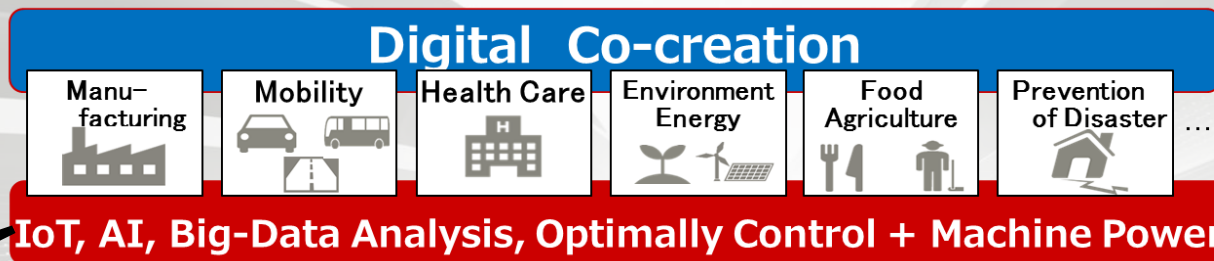 Digital Co-creation
Manu-
facturing
Mobility
Health Care
Environment
Energy
Food
Agriculture
Prevention
of Disaster
...
H
IoT, AI, Big-Data Analysis, Optimally Control + Machine Power